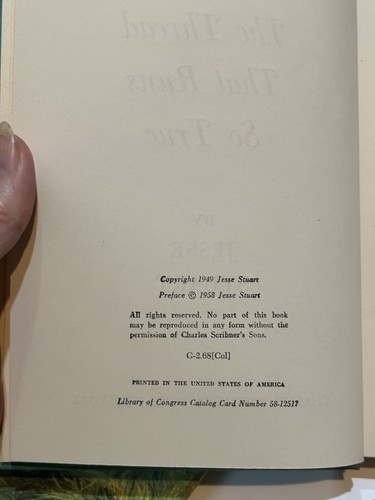 Copyright 1949 Jesse Stuart
Preface © 1958 Jesse Stuart
All rights reserved. No part of this book
may be reproduced in any form without the
permission of Charles Scribner's Sons.
G-2.68[Col]
PRINTED IN THE UNITED STATES OF AMERICA
Library of Congress Catalog Card Number 58-12517